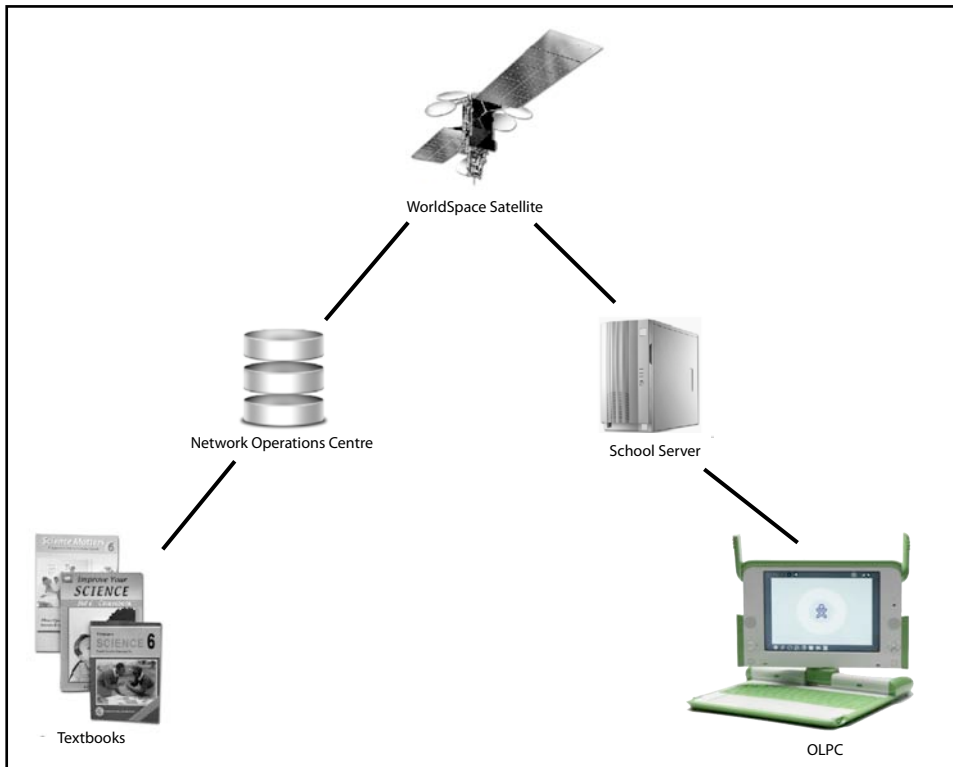 WorldSpace Satellite
Network Operations Centre
School Server
Science Matters 6
Improve Your
SCIENCE
SCIENCE 6
Textbooks
OLPC